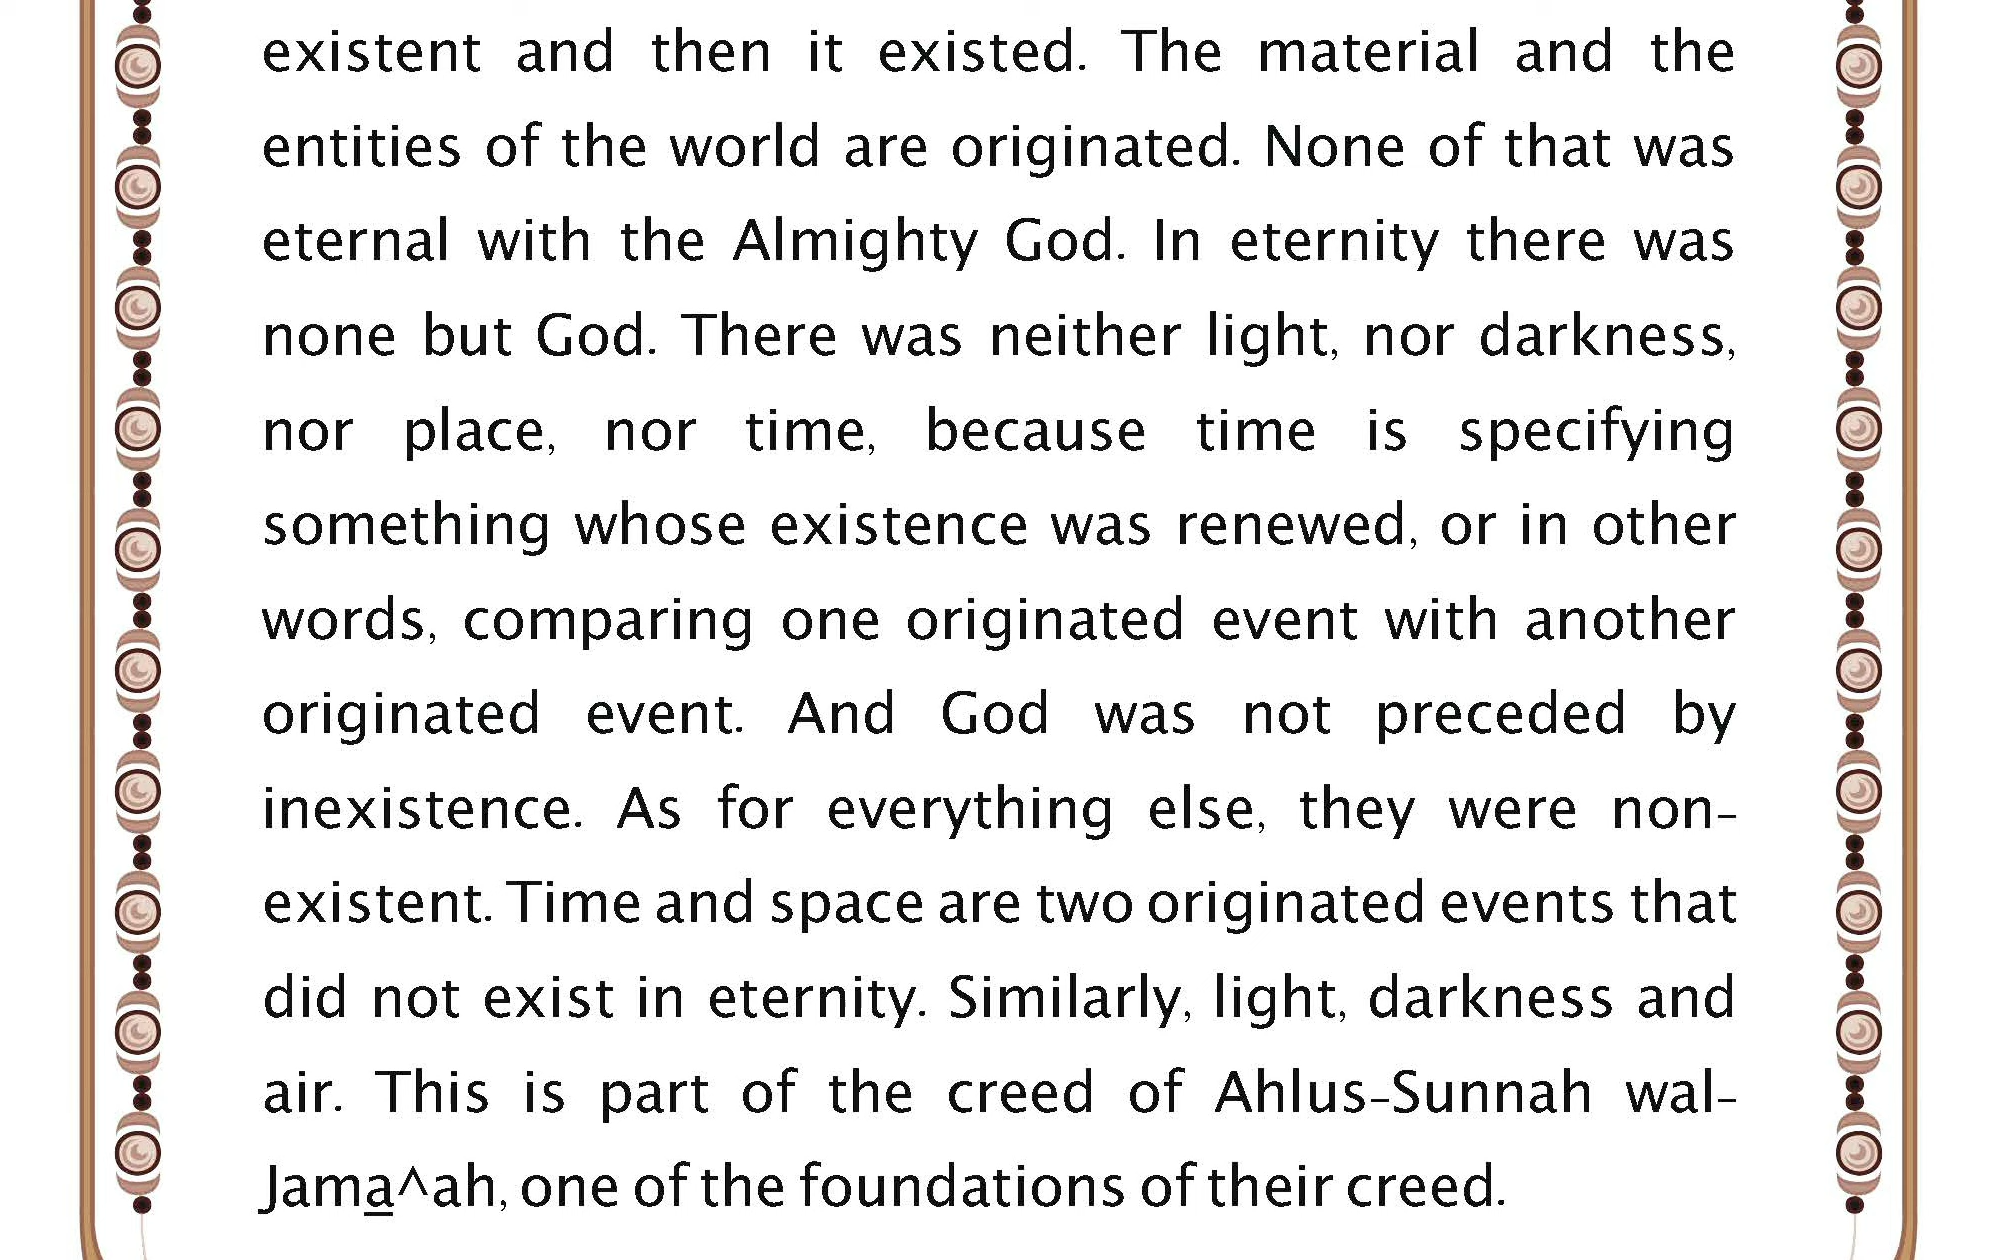 existent and then it existed. The material and the
entities of the world are originated. None of that was
eternal with the Almighty God. In eternity there was
none but God. There was neither light, nor darkness,
nor place, nor time, because time is specifying
something whose existence was renewed, or in other
words, comparing one originated event with another
originated event. And God was not preceded by
inexistence. As for everything else, they were non-
existent. Time and space are two originated events that
did not exist in eternity. Similarly, light, darkness and
air. This is part of the creed of Ahlus-Sunnah wal-
Jama^ah, one of the foundations of their creed.